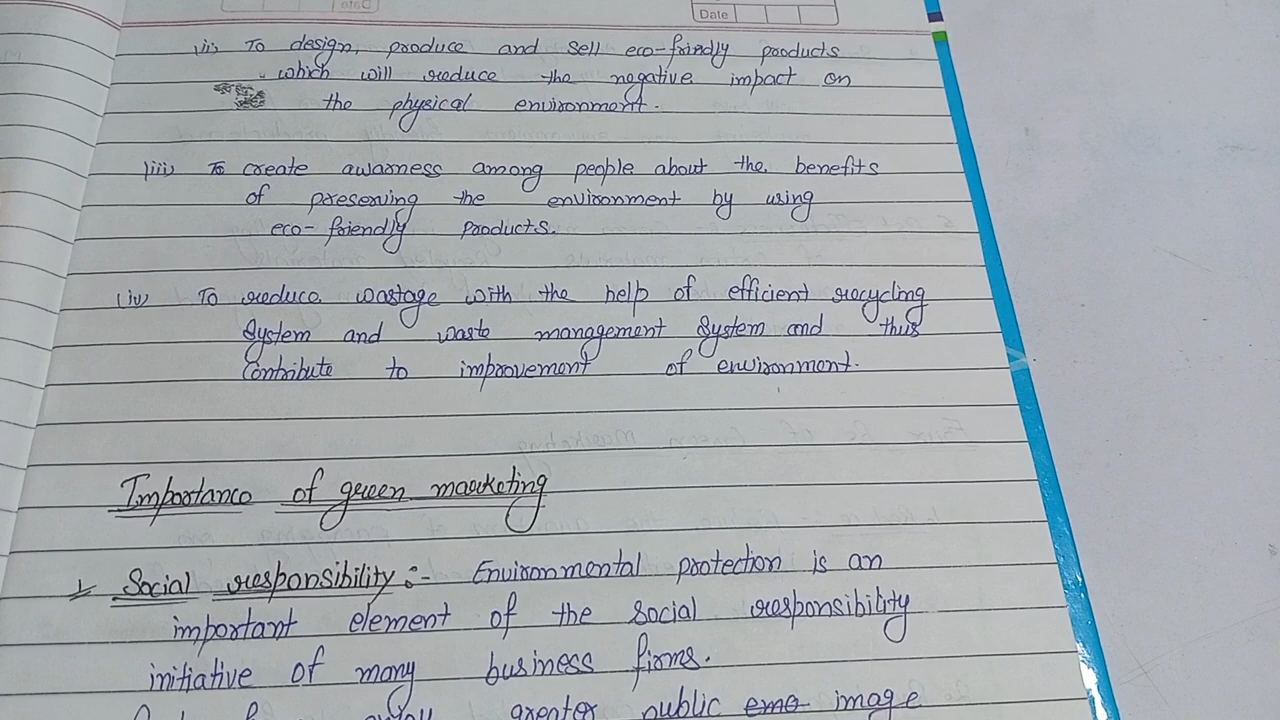 Date
(ii) To design, produce and sell eco-friendly products
which will reduce the negative impact on
the physical environment.
(iii) To create awarness among people about the benefits
of preserving the environment by using
eco-friendly products.
(iv) To reduce wastage with the help of efficient recycling
system and waste management system and thus
contribute to improvement of environment.
Importance of green marketing
1. Social responsibility :- Environmental protection is an
important element of the social responsibility
initiative of many business firms.
greater public image